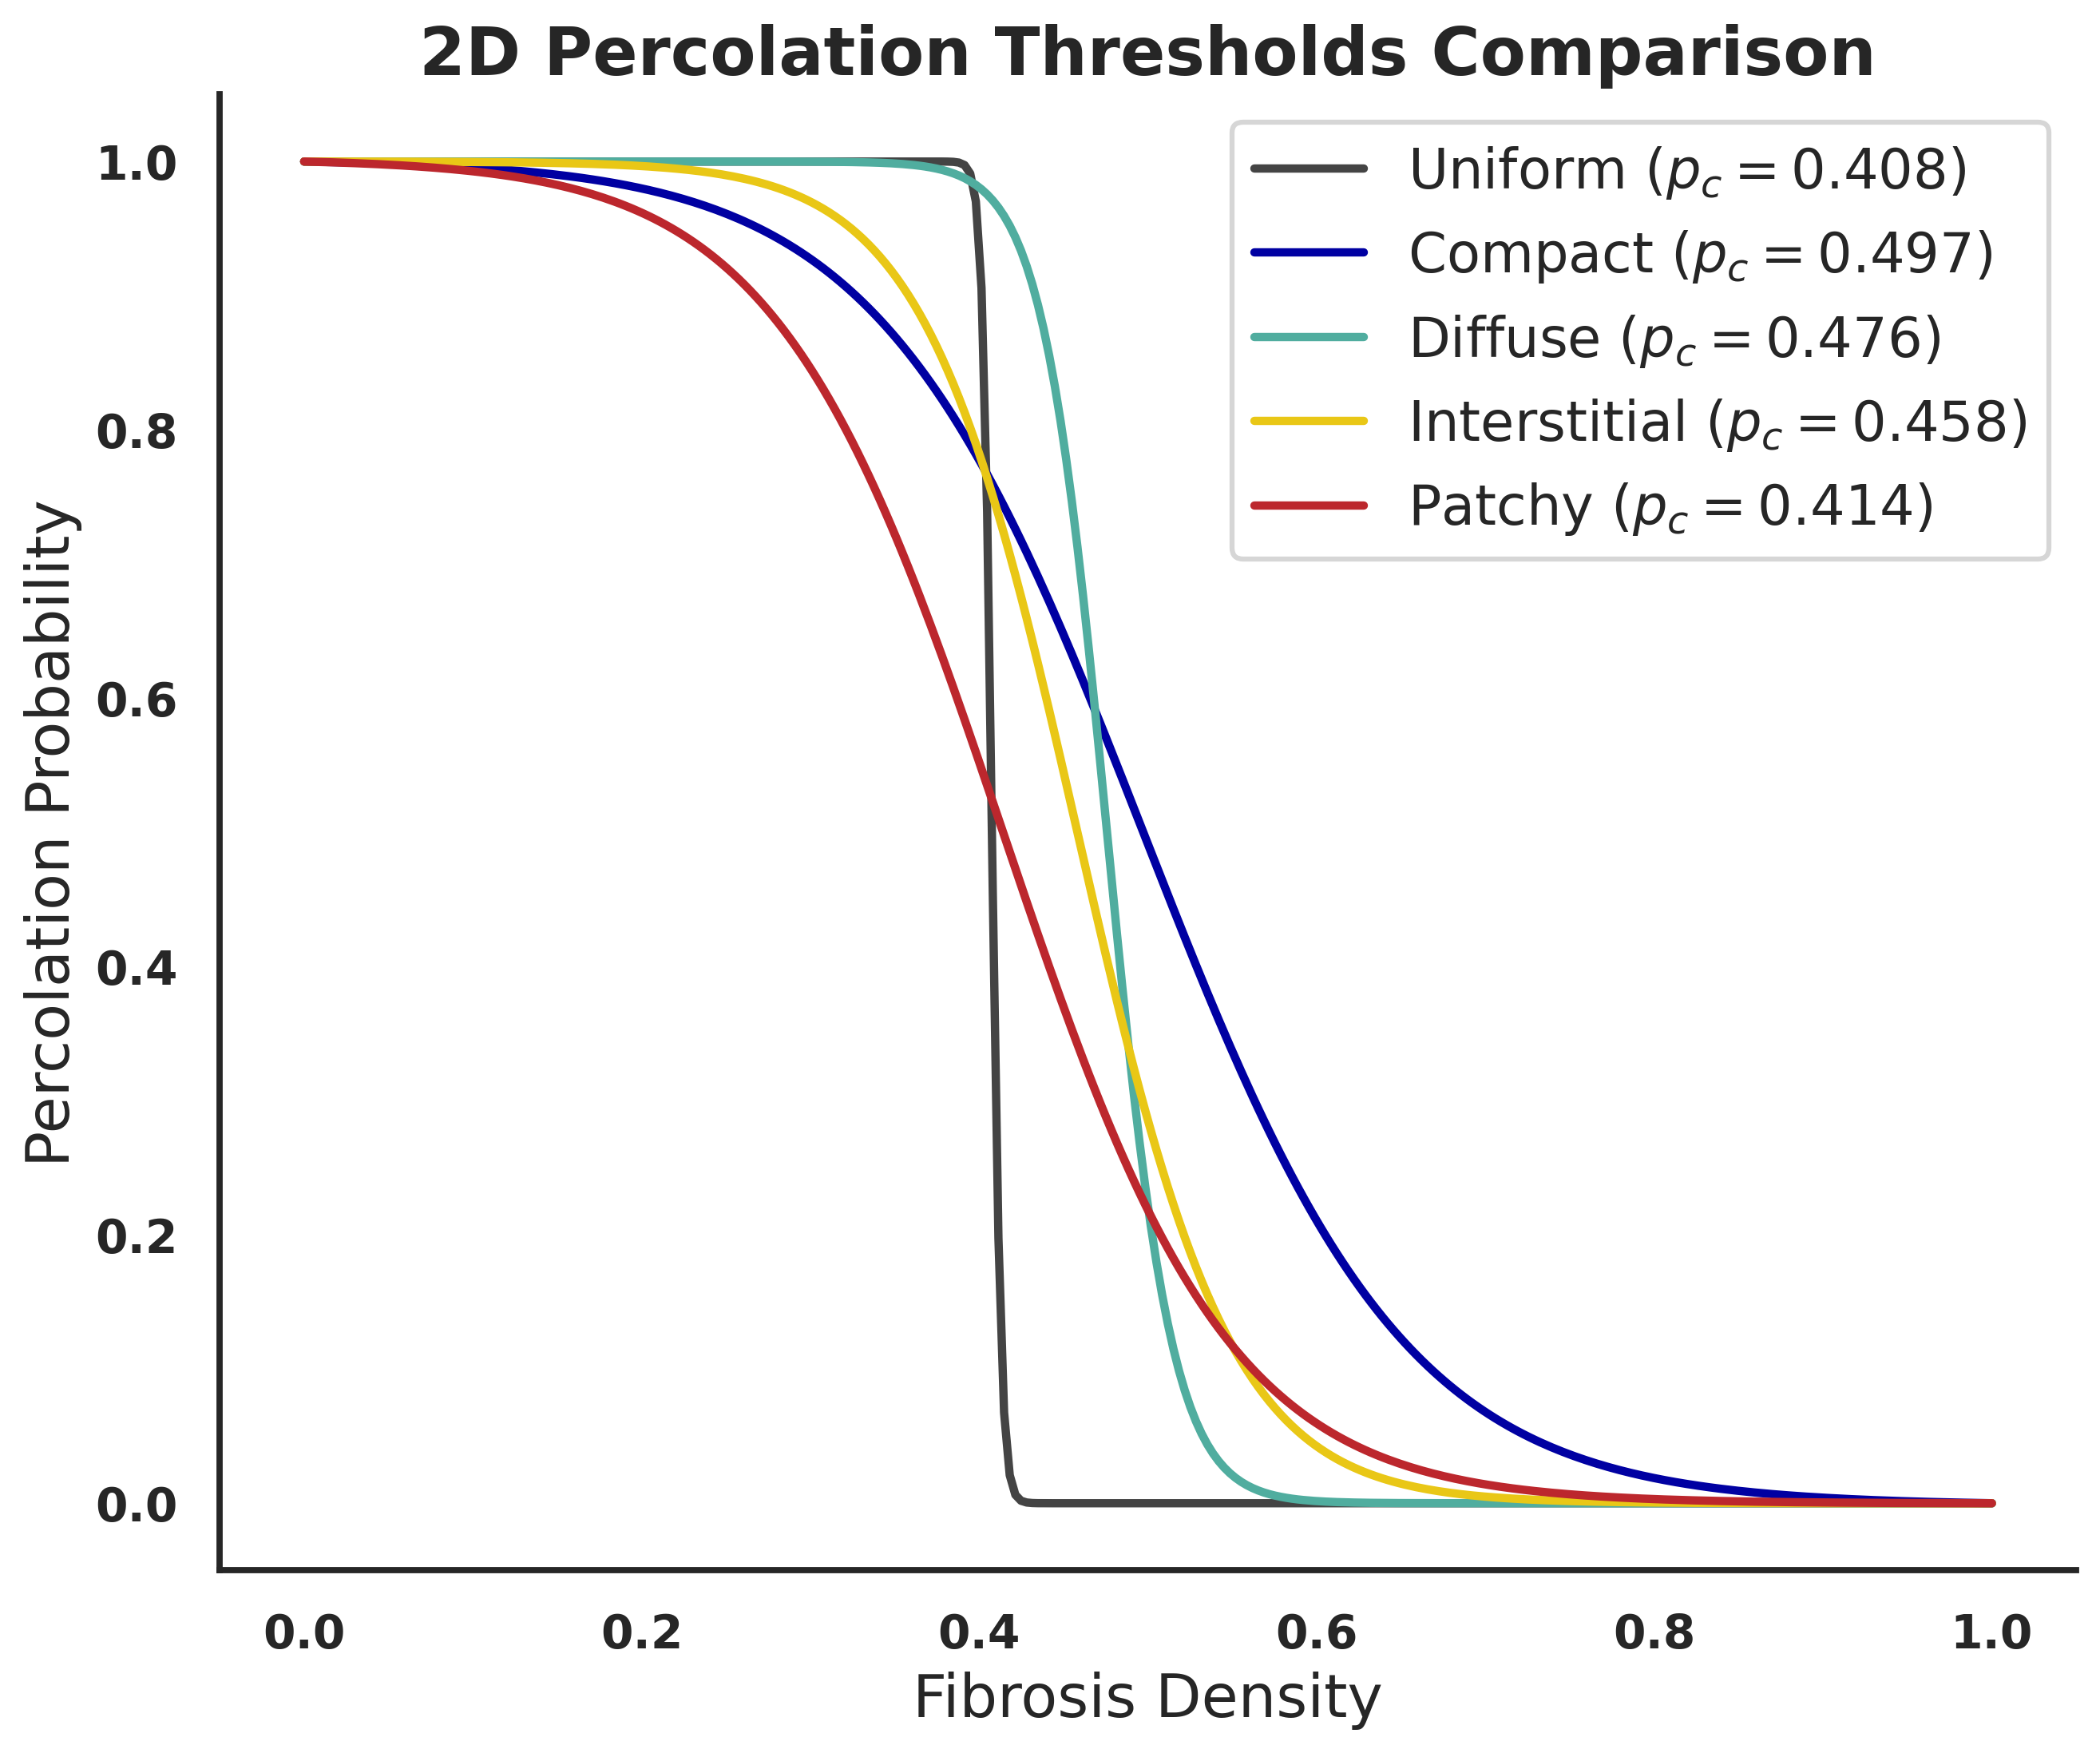 2D Percolation Thresholds Comparison
Uniform (p_c = 0.408)
Compact (p_c = 0.497)
Diffuse (p_c = 0.476)
Interstitial (p_c = 0.458)
Patchy (p_c = 0.414)
Percolation Probability
1.0
0.8
0.6
0.4
0.2
0.0
0.0 0.2 0.4 0.6 0.8 1.0
Fibrosis Density